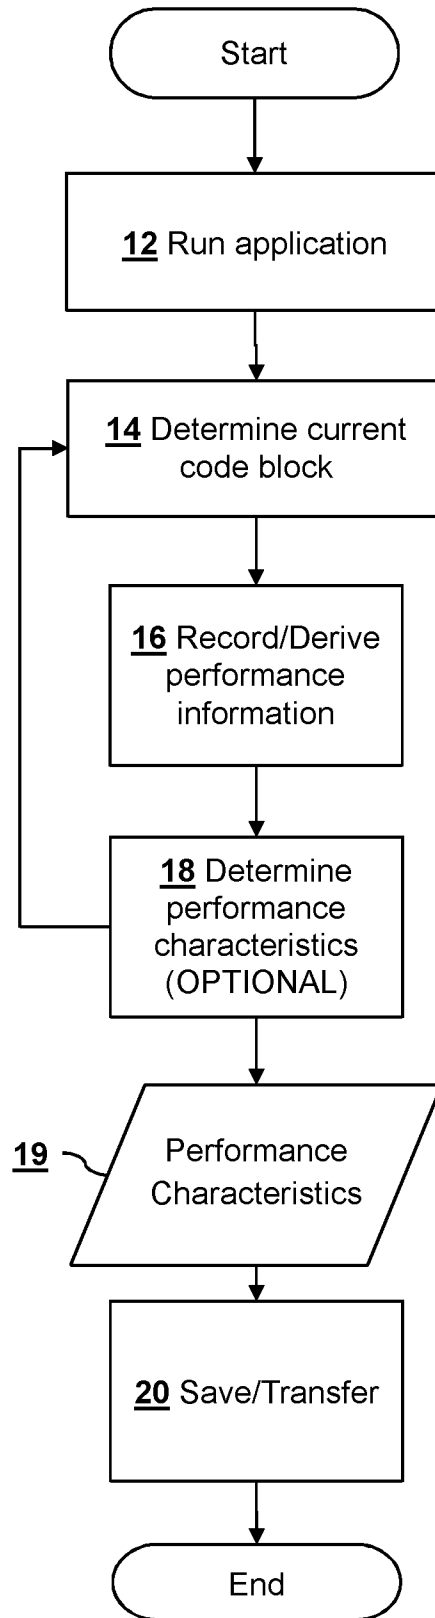 Start
12 Run application
14 Determine current
code block
16 Record/Derive
performance
information
18 Determine
performance
characteristics
(OPTIONAL)
19
Performance
Characteristics
20 Save/Transfer
End